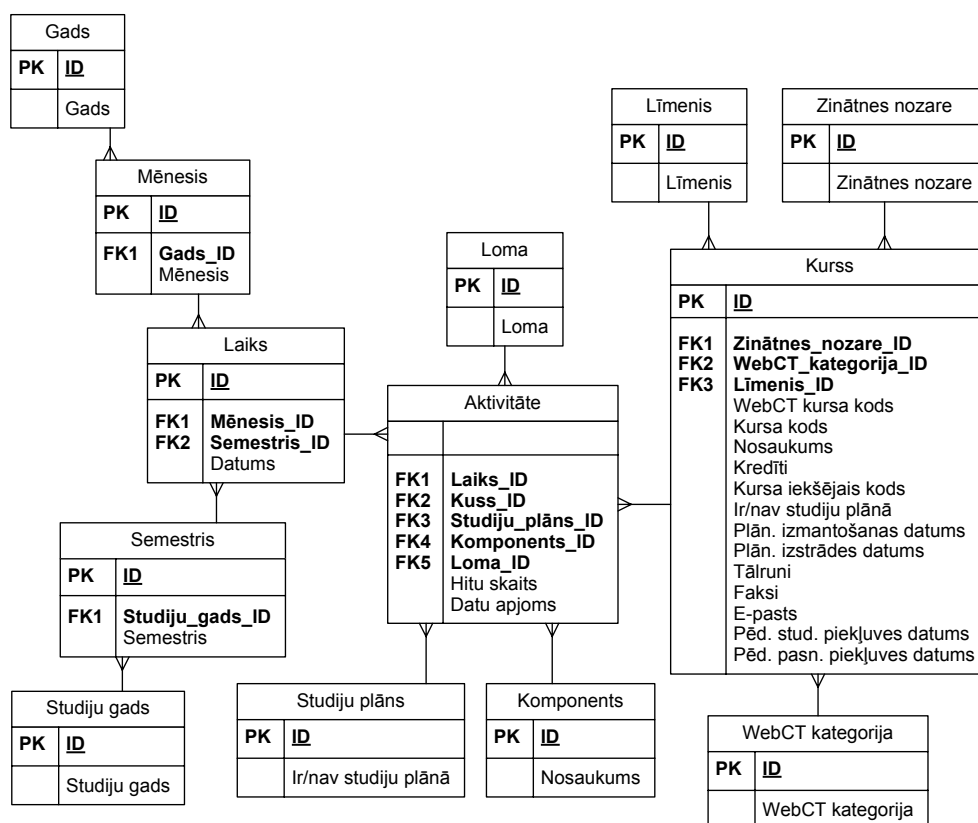 Gads
PK ID
Gads
Mēnesis
PK ID
FK1 Gads_ID
Mēnesis
Laiks
PK ID
FK1 Mēnesis_ID
FK2 Semestris_ID
Datums
Semestris
PK ID
FK1 Studiju_gads_ID
Semestris
Studiju gads
PK ID
Studiju gads
Loma
PK ID
Loma
Aktivitāte
FK1 Laiks_ID
FK2 Kuss_ID
FK3 Studiju_plāns_ID
FK4 Komponents_ID
FK5 Loma_ID
Hitu skaits
Datu apjoms
Studiju plāns
PK ID
Ir/nav studiju plānā
Komponents
PK ID
Nosaukums
Līmenis
PK ID
Līmenis
Zinātnes nozare
PK ID
Zinātnes nozare
Kurss
PK ID
FK1 Zinātnes_nozare_ID
FK2 WebCT_kategorija_ID
FK3 Līmenis_ID
WebCT kursa kods
Kursa kods
Nosaukums
Kredīti
Kursa iekšējais kods
Ir/nav studiju plānā
Plān. izmantošanas datums
Plān. izstrādes datums
Tālruni
Faksi
E-pasts
Pēd. stud. piekļuves datums
Pēd. pasn. piekļuves datums
WebCT kategorija
PK ID
WebCT kategorija